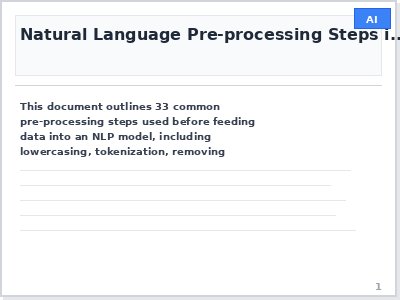 AI
Natural Language Pre-processing Steps i...
This document outlines 33 common
pre-processing steps used before feeding
data into an NLP model, including
lowercasing, tokenization, removing
1